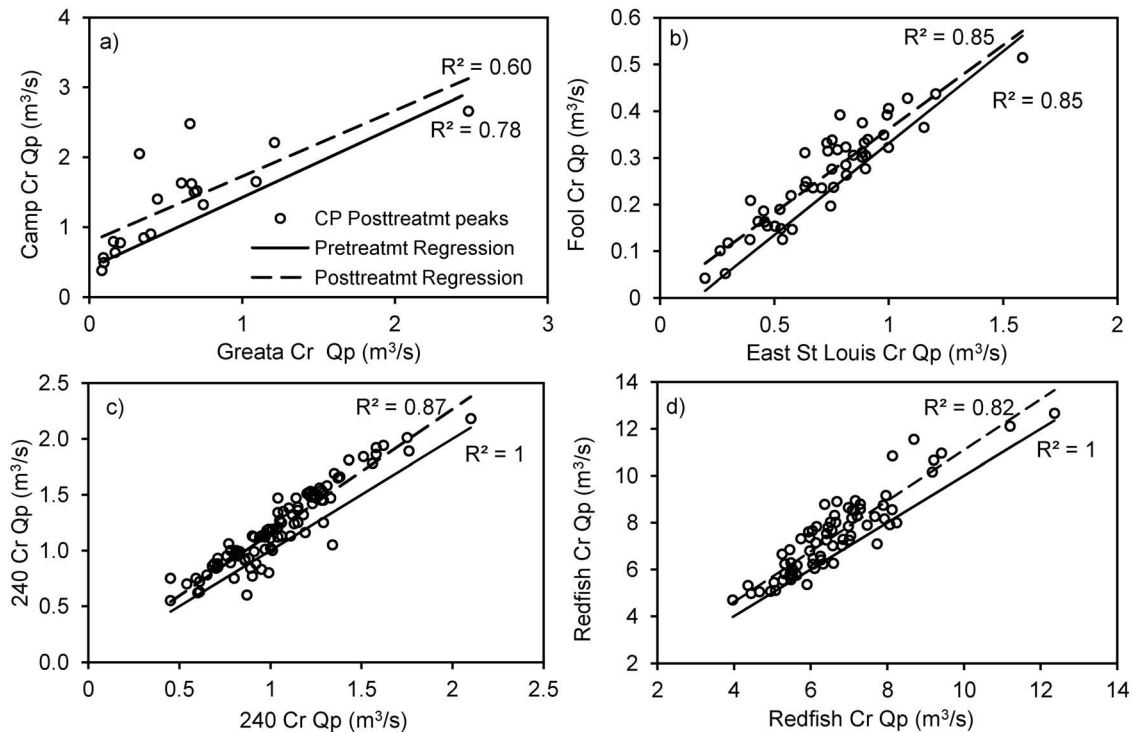 a)
4
3
2
1
0
Camp Cr Qp (m³/s)
R² = 0.60
R² = 0.78
CP Posttreatmt peaks
Pretreatmt Regression
Posttreatmt Regression
0 1 2 3
Greata Cr Qp (m³/s)
b)
0.6
0.5
0.4
0.3
0.2
0.1
0
Fool Cr Qp (m³/s)
R² = 0.85
R² = 0.85
0 0.5 1 1.5 2
East St Louis Cr Qp (m³/s)
c)
2.5
2.0
1.5
1.0
0.5
0.0
240 Cr Qp (m³/s)
R² = 0.87
R² = 1
0 0.5 1 1.5 2 2.5
240 Cr Qp (m³/s)
d)
14
12
10
8
6
4
2
Redfish Cr Qp (m³/s)
R² = 0.82
R² = 1
2 4 6 8 10 12 14
Redfish Cr Qp (m³/s)